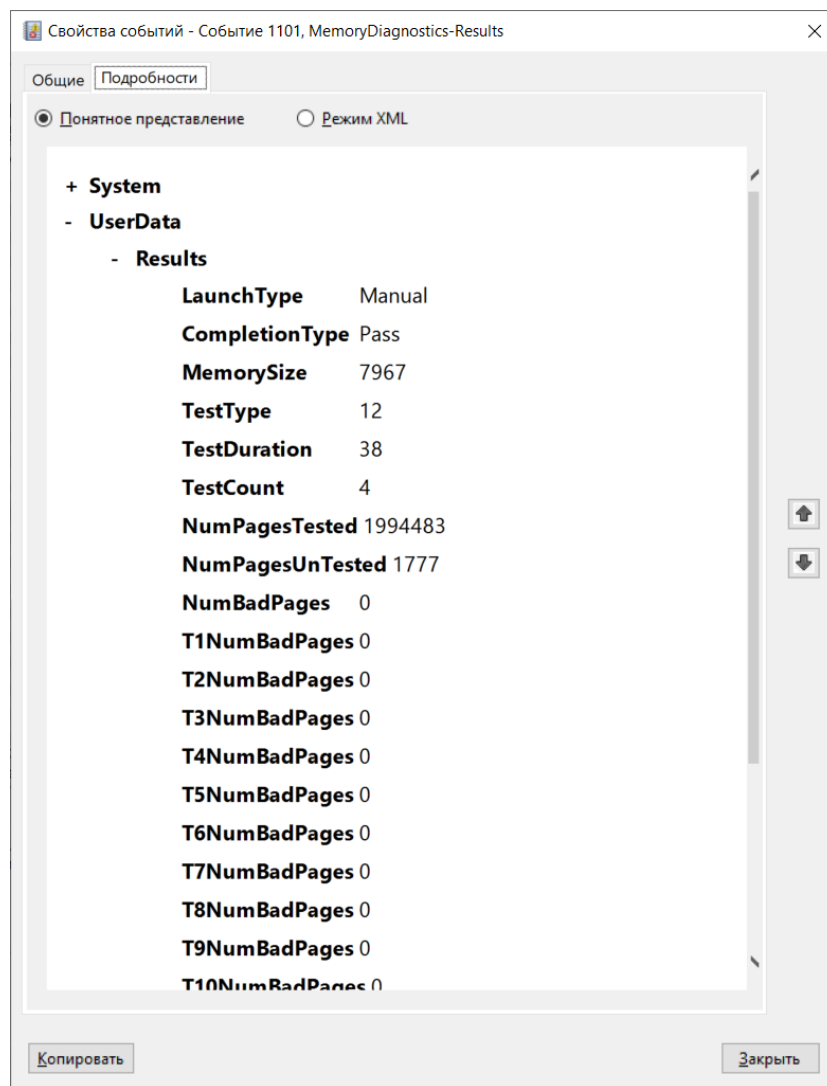 Свойства событий - Событие 1101, MemoryDiagnostics-Results
Общие Подробности
Понятное представление Режим XML
+ System
- UserData
- Results
LaunchType Manual
CompletionType Pass
MemorySize 7967
TestType 12
TestDuration 38
TestCount 4
NumPagesTested 1994483
NumPagesUnTested 1777
NumBadPages 0
T1NumBadPages 0
T2NumBadPages 0
T3NumBadPages 0
T4NumBadPages 0
T5NumBadPages 0
T6NumBadPages 0
T7NumBadPages 0
T8NumBadPages 0
T9NumBadPages 0
T10NumBadPages 0
Копировать Закрыть